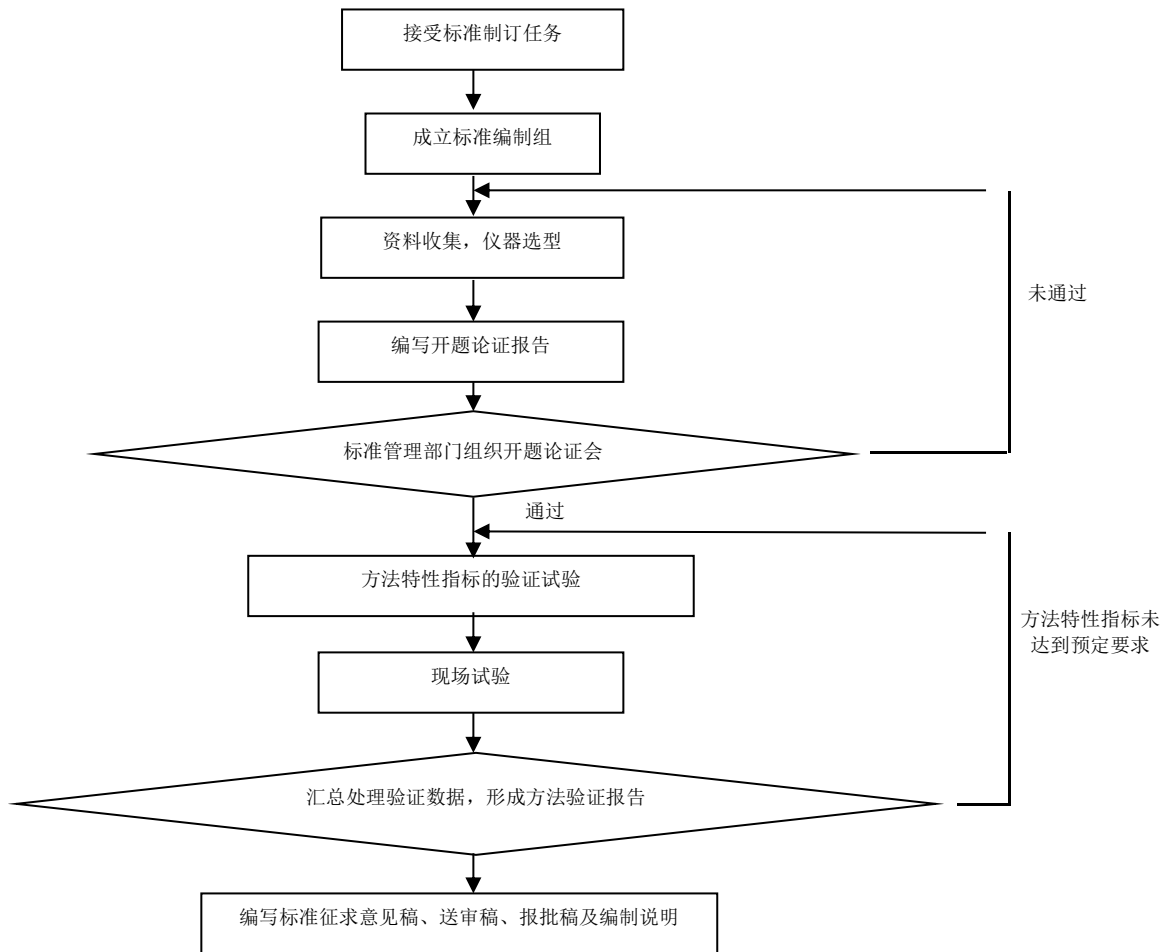 接受标准制订任务
成立标准编制组
资料收集，仪器选型
未通过
编写开题论证报告
标准管理部门组织开题论证会
通过
方法特性指标的验证试验
方法特性指标未
达到预定要求
现场试验
汇总处理验证数据，形成方法验证报告
编写标准征求意见稿、送审稿、报批稿及编制说明